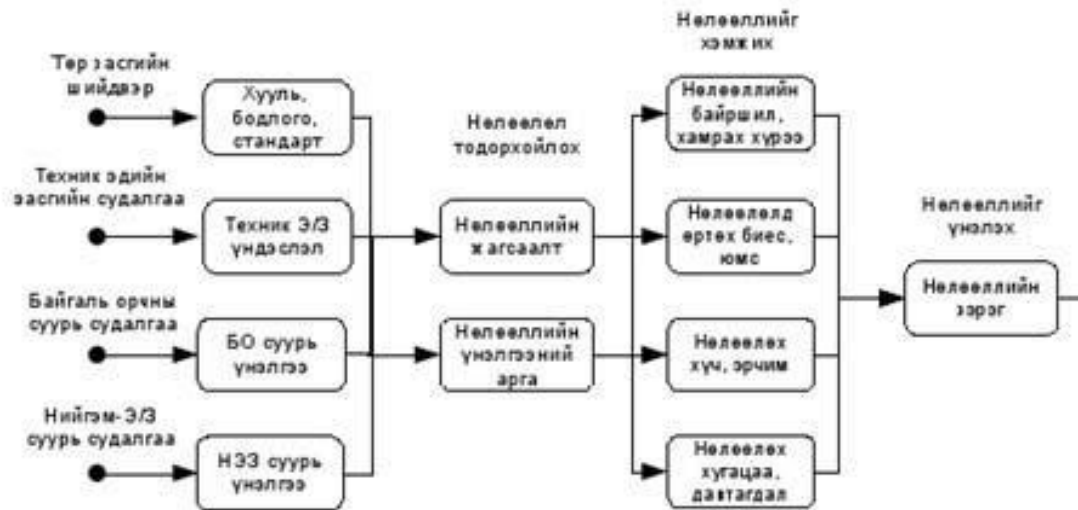 Төр засгийн
шийдвэр
Хууль,
бодлого,
стандарт
Техник эдийн
засгийн судалгаа
Техник Э/З
үндэслэл
Байгаль орчны
суурь судалгаа
БО суурь
үнэлгээ
Нийгэм-Э/З
суурь судалгаа
НЭЗ суурь
үнэлгээ
Нөлөөлөл
тодорхойлох
Нөлөөллийн
жагсаалт
Нөлөөллийн
үнэлгээний
арга
Нөлөөллийг
хэмжих
Нөлөөллийн
байршил,
хамрах хүрээ
Нөлөөлөлд
өртөх биес,
юмс
Нөлөөлөх
хүч, эрчим
Нөлөөлөх
хугацаа,
давтагдал
Нөлөөллийг
үнэлэх
Нөлөөллийн
зэрэг